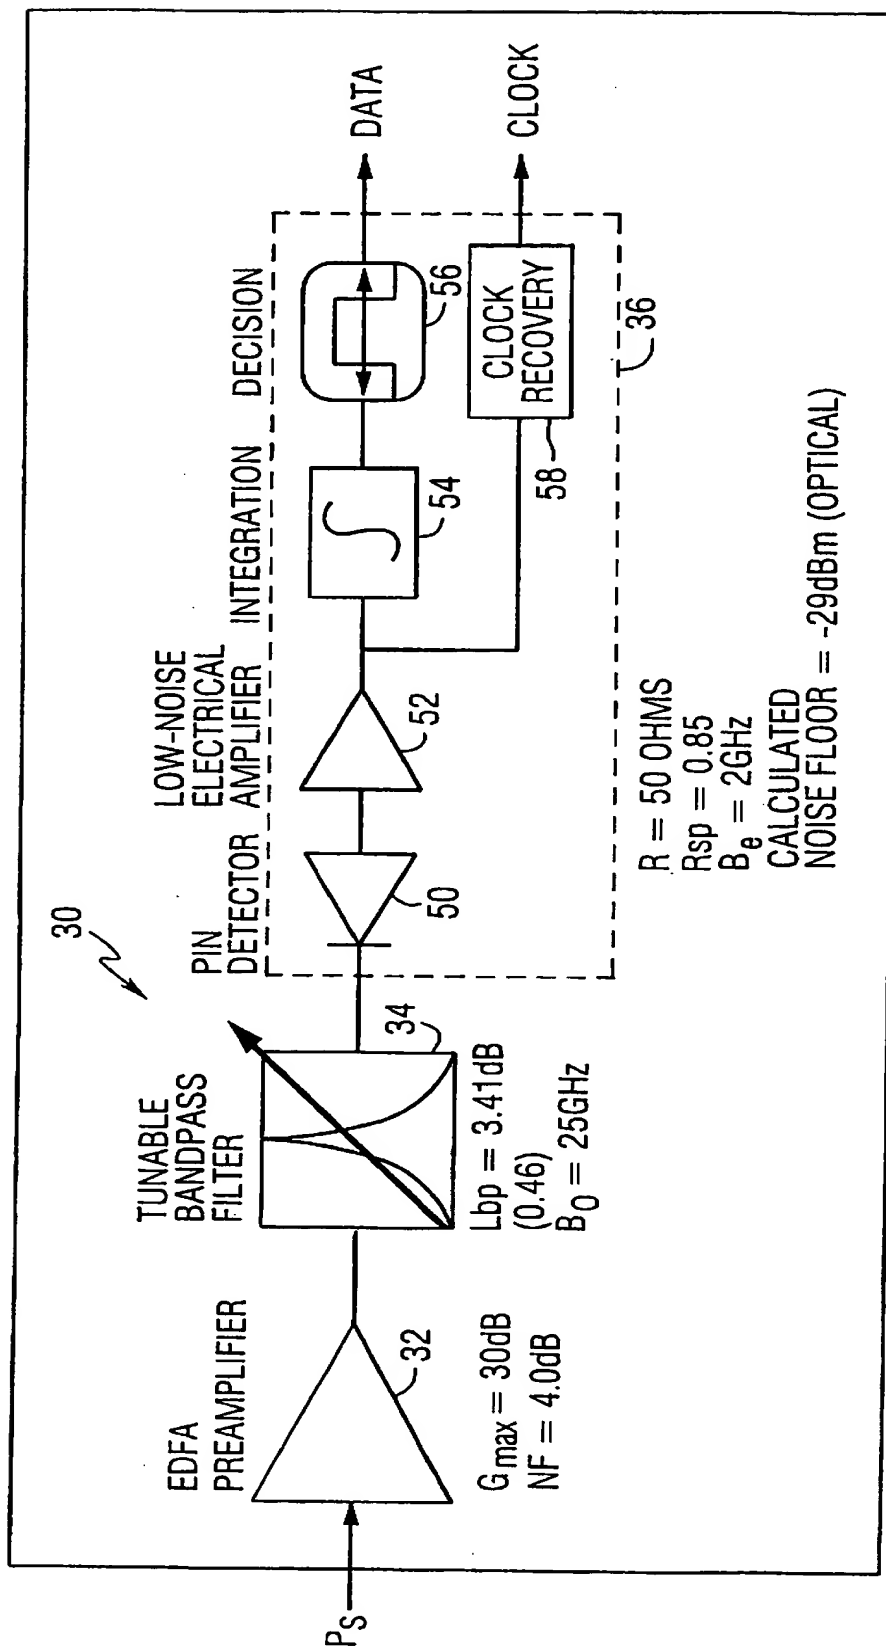 30
P_S
EDFA
PREAMPLIFIER
32
G_max = 30dB
NF = 4.0dB
TUNABLE
BANDPASS
FILTER
34
Lbp = 3.41dB
(0.46)
B_0 = 25GHz
PIN
DETECTOR
50
LOW-NOISE
ELECTRICAL
AMPLIFIER
52
INTEGRATION
∫
54
DECISION
56
DATA
CLOCK
RECOVERY
58
CLOCK
36
R = 50 OHMS
Rsp = 0.85
B_e = 2GHz
CALCULATED
NOISE FLOOR = -29dBm (OPTICAL)